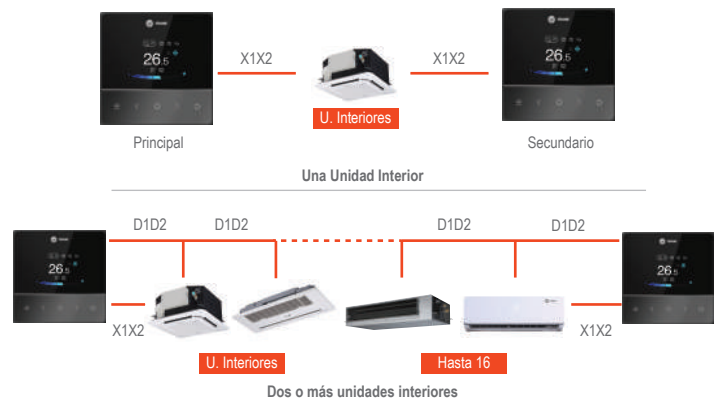 26.5
X1X2
X1X2
26.5
U. Interiores
Principal
Secundario
Una Unidad Interior
D1D2
D1D2
D1D2
D1D2
26.5
26.5
X1X2
X1X2
U. Interiores
Hasta 16
Dos o más unidades interiores